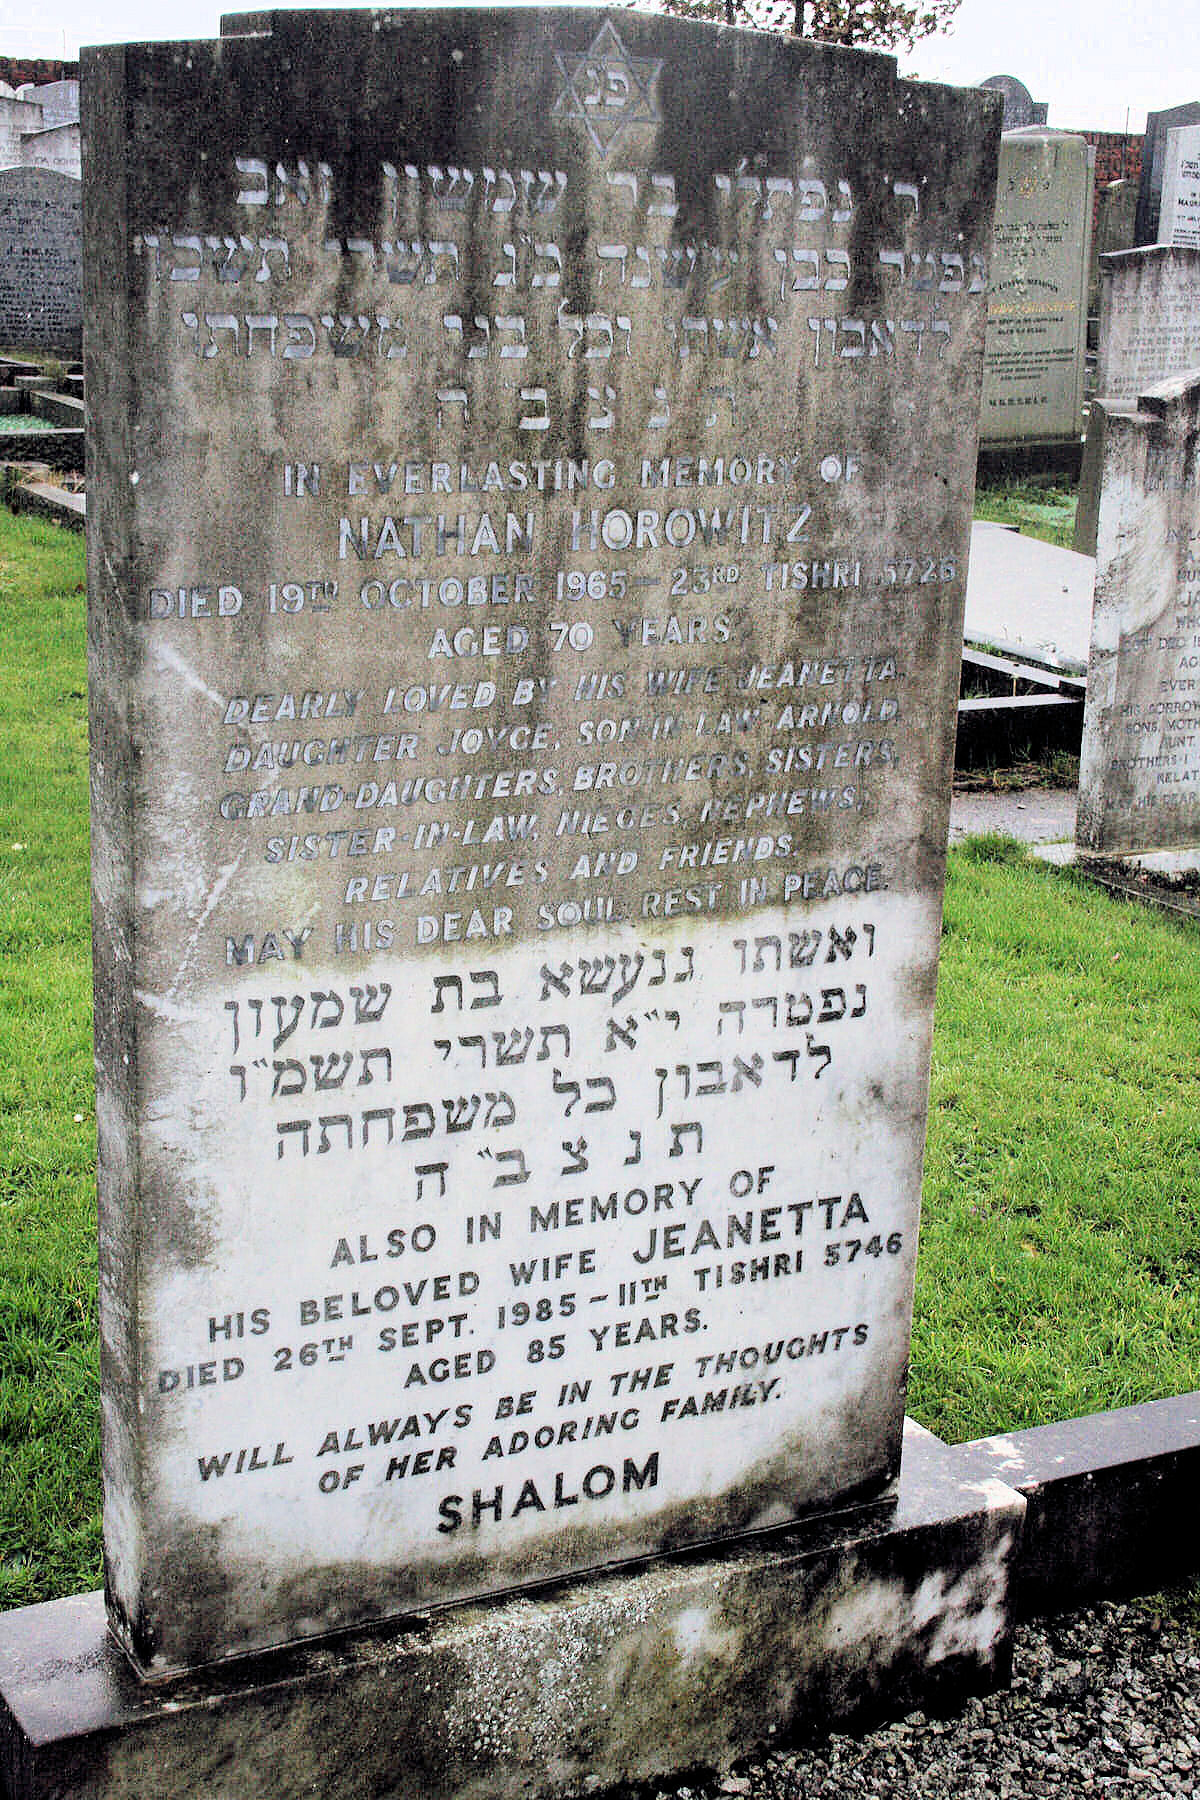 פנ
ר' נפתלי בר שמשון זאב
נפטר בבן ע' שנה כ"ג תשרי תשכ"ו
לדאבון אשתו וכל בני משפחתו
ת נ צ ב ה
IN EVERLASTING MEMORY OF
NATHAN HOROWITZ
DIED 19TH OCTOBER 1965 – 23RD TISHRI 5726
AGED 70 YEARS
DEARLY LOVED BY HIS WIFE JEANETTA,
DAUGHTER JOYCE, SON-IN-LAW ARNOLD,
GRAND-DAUGHTERS, BROTHERS, SISTERS,
SISTER-IN-LAW, NIECES, NEPHEWS,
RELATIVES AND FRIENDS.
MAY HIS DEAR SOUL REST IN PEACE.
ואשתו גנעשא בת שמעון
נפטרה י"א תשרי תשמ"ו
לדאבון כל משפחתה
ת נ צ ב" ה
ALSO IN MEMORY OF
HIS BELOVED WIFE JEANETTA
DIED 26TH SEPT. 1985 – 11TH TISHRI 5746
AGED 85 YEARS.
WILL ALWAYS BE IN THE THOUGHTS
OF HER ADORING FAMILY.
SHALOM